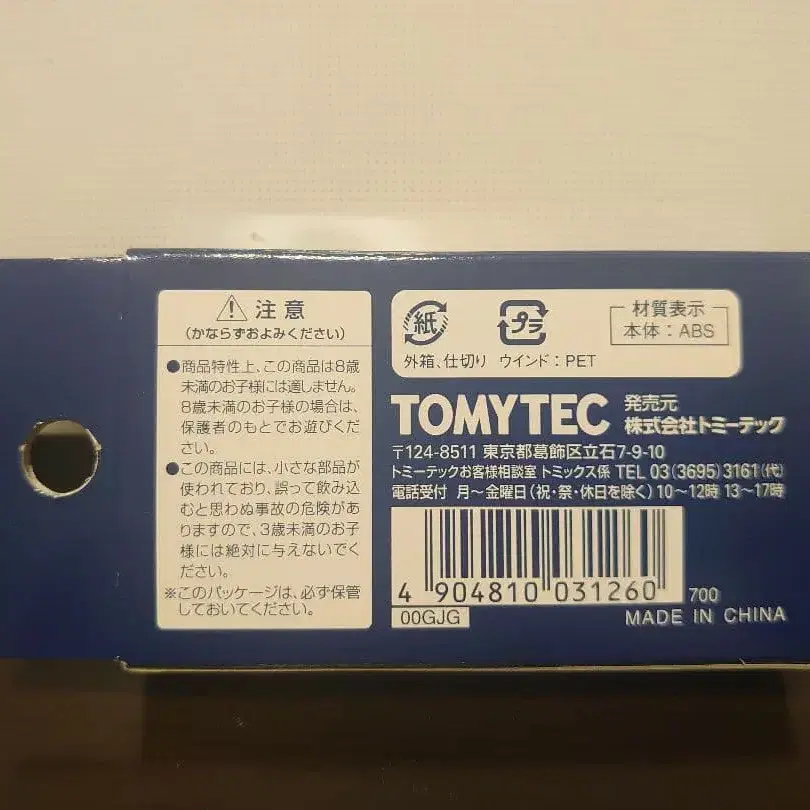 注意
（かならずおよみください）
●商品特性上、この商品は8歳
未満のお子様には適しません。
8歳未満のお子様の場合は、
保護者のもとでお遊びくだ
さい。
●この商品には、小さな部品が
使われており、誤って飲み込
むと思わぬ事故の危険があ
りますので、3歳未満のお子
様には絶対に与えないでく
ださい。
※このパッケージは、必ず保管
しておいてください。
紙
プラ
外箱、仕切り ウインド：PET
材質表示
本体：ABS
TOMYTEC
発売元
株式会社トミーテック
〒124-8511 東京都葛飾区立石7-9-10
トミーテックお客様相談室 トミックス係 TEL 03(3695)3161(代)
電話受付 月～金曜日(祝・祭・休日を除く)10～12時 13～17時
4 904810 031260
700
00GJG
MADE IN CHINA